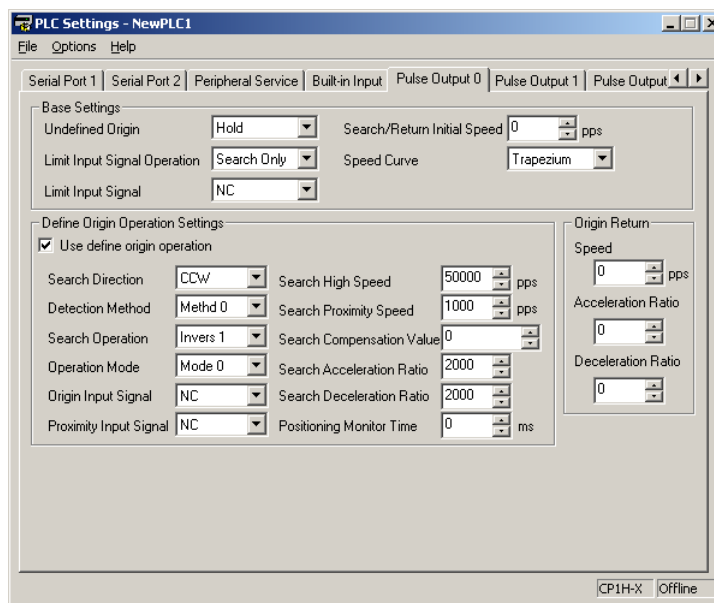 PLC Settings - NewPLC1
File Options Help
Serial Port 1 Serial Port 2 Peripheral Service Built-in Input Pulse Output 0 Pulse Output 1 Pulse Output
Base Settings
Undefined Origin Hold Search/Return Initial Speed 0 pps
Limit Input Signal Operation Search Only Speed Curve Trapezium
Limit Input Signal NC
Define Origin Operation Settings Origin Return
Use define origin operation Speed
Search Direction CCW Search High Speed 50000 pps 0 pps
Detection Method Methd 0 Search Proximity Speed 1000 pps Acceleration Ratio
Search Operation Invers 1 Search Compensation Value 0 0
Operation Mode Mode 0 Search Acceleration Ratio 2000 Deceleration Ratio
Origin Input Signal NC Search Deceleration Ratio 2000 0
Proximity Input Signal NC Positioning Monitor Time 0 ms
CP1H-X Offline